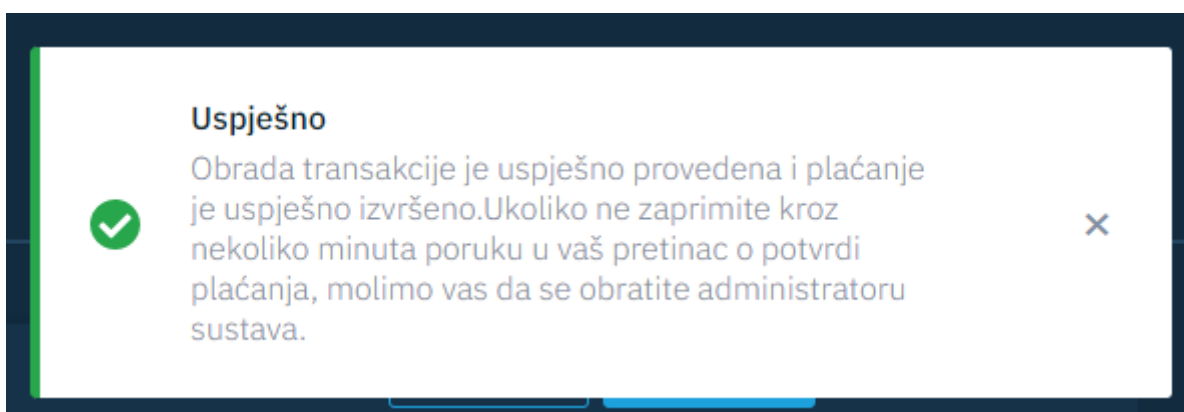 Uspješno
Obrada transakcije je uspješno provedena i plaćanje
je uspješno izvršeno.Ukoliko ne zaprimite kroz
nekoliko minuta poruku u vaš pretinac o potvrdi
plaćanja, molimo vas da se obratite administratoru
sustava.